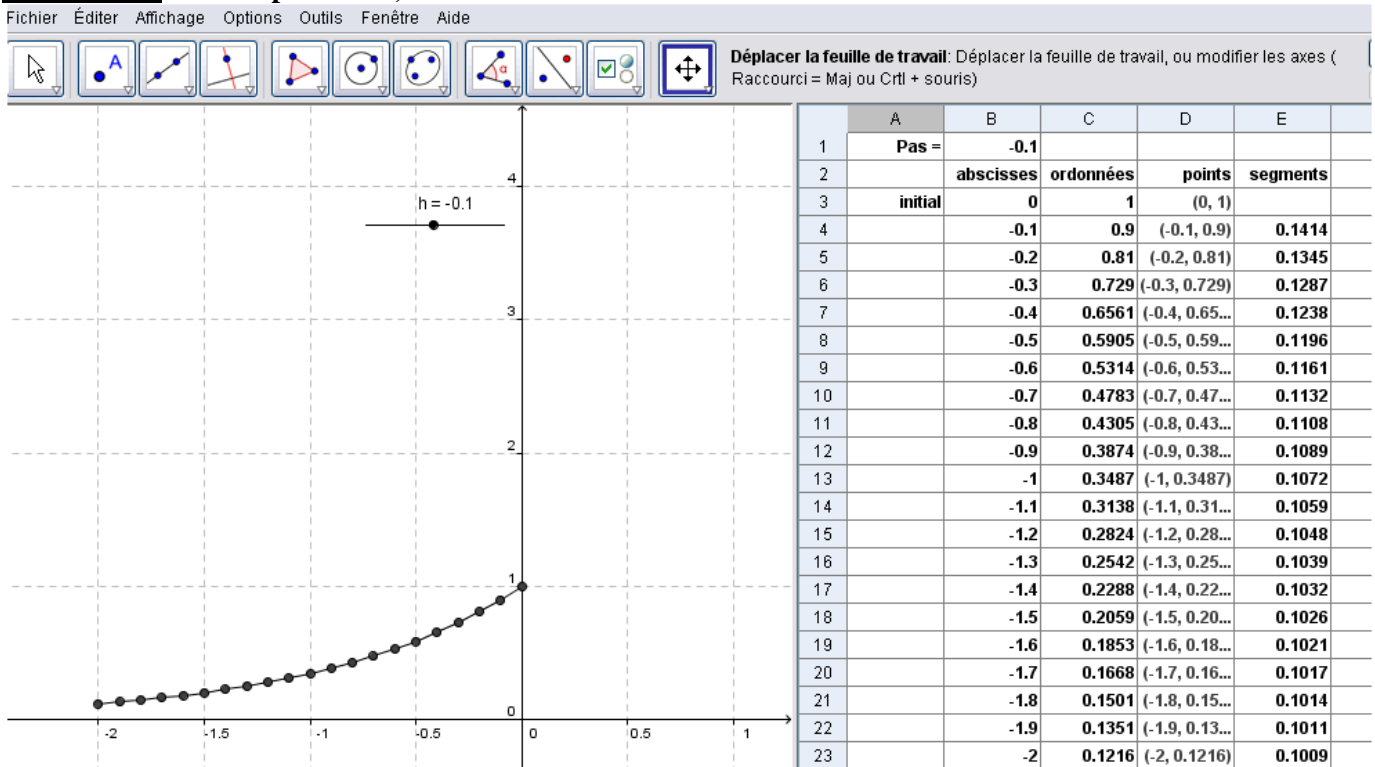 Fichier Éditer Affichage Options Outils Fenêtre Aide
Déplacer la feuille de travail: Déplacer la feuille de travail, ou modifier les axes (
Raccourci = Maj ou Crtl + souris)
A
α
4
h = -0.1
3
2
1
0
-2 -1.5 -1 -0.5 0 0.5 1
A B C D E
1 Pas = -0.1
2 abscisses ordonnées points segments
3 initial 0 1 (0, 1)
4 -0.1 0.9 (-0.1, 0.9) 0.1414
5 -0.2 0.81 (-0.2, 0.81) 0.1345
6 -0.3 0.729 (-0.3, 0.729) 0.1287
7 -0.4 0.6561 (-0.4, 0.65... 0.1238
8 -0.5 0.5905 (-0.5, 0.59... 0.1196
9 -0.6 0.5314 (-0.6, 0.53... 0.1161
10 -0.7 0.4783 (-0.7, 0.47... 0.1132
11 -0.8 0.4305 (-0.8, 0.43... 0.1108
12 -0.9 0.3874 (-0.9, 0.38... 0.1089
13 -1 0.3487 (-1, 0.3487) 0.1072
14 -1.1 0.3138 (-1.1, 0.31... 0.1059
15 -1.2 0.2824 (-1.2, 0.28... 0.1048
16 -1.3 0.2542 (-1.3, 0.25... 0.1039
17 -1.4 0.2288 (-1.4, 0.22... 0.1032
18 -1.5 0.2059 (-1.5, 0.20... 0.1026
19 -1.6 0.1853 (-1.6, 0.18... 0.1021
20 -1.7 0.1668 (-1.7, 0.16... 0.1017
21 -1.8 0.1501 (-1.8, 0.15... 0.1014
22 -1.9 0.1351 (-1.9, 0.13... 0.1011
23 -2 0.1216 (-2, 0.1216) 0.1009